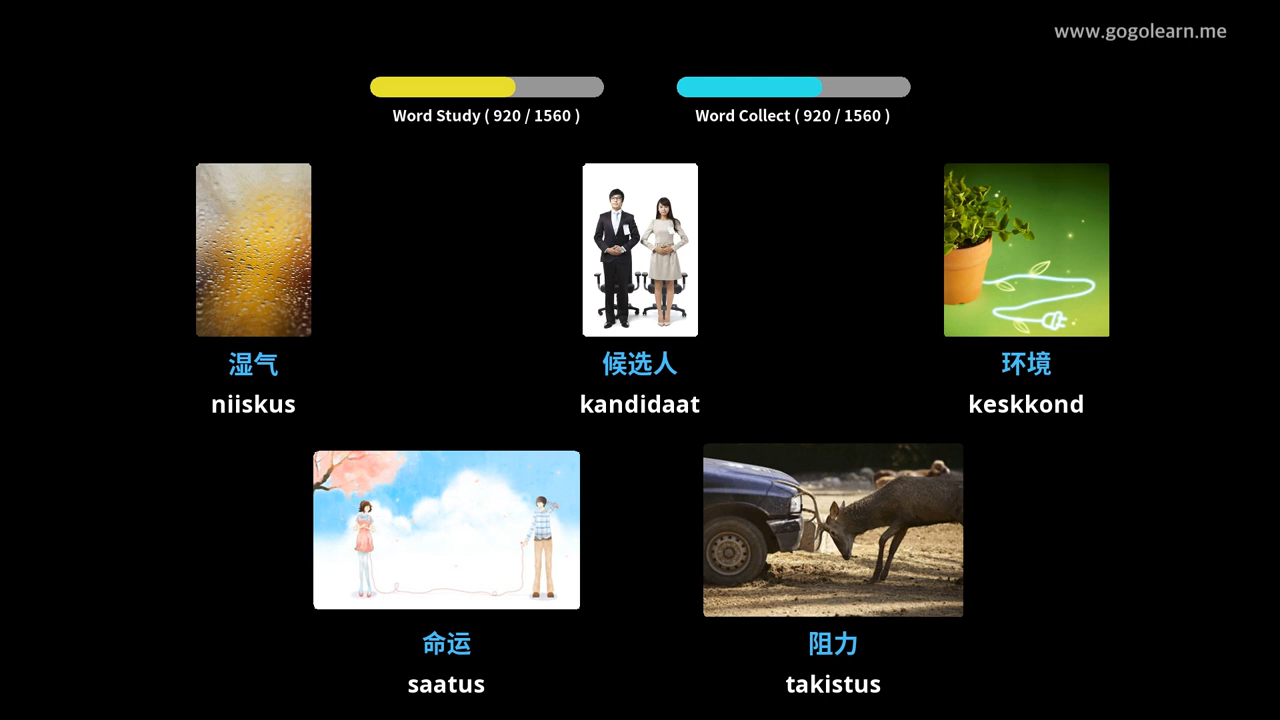 www.gogolearn.me
Word Study ( 920 / 1560 )
Word Collect ( 920 / 1560 )
湿气
候选人
环境
niiskus
kandidaat
keskkond
命运
阻力
saatus
takistus